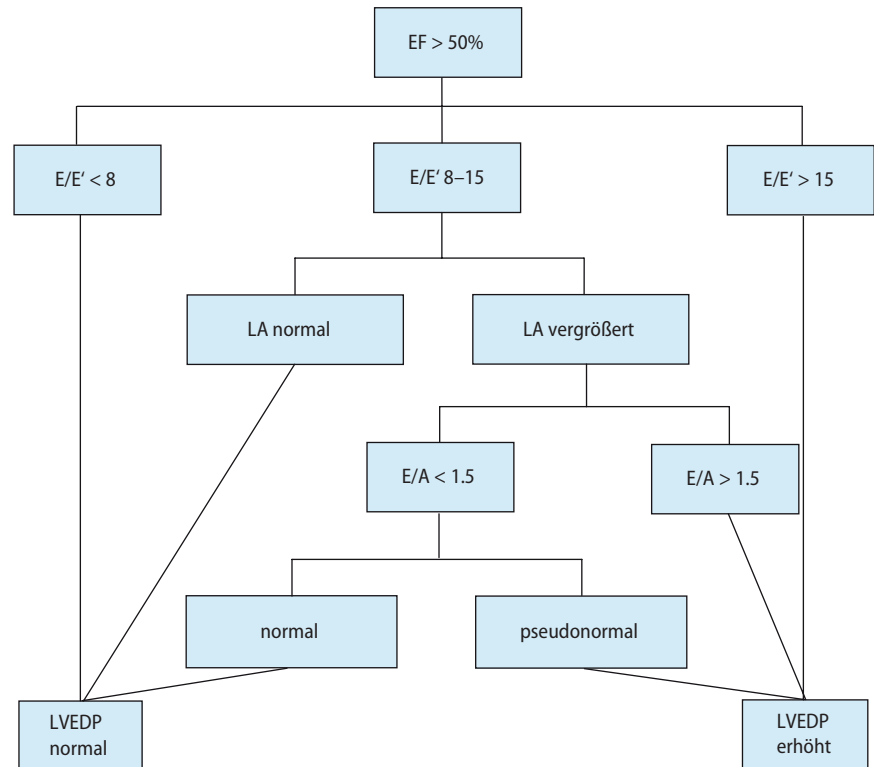 EF > 50%
E/E‘ < 8
E/E‘ 8–15
E/E‘ > 15
LA normal
LA vergrößert
E/A < 1.5
E/A > 1.5
normal
pseudonormal
LVEDP
normal
LVEDP
erhöht